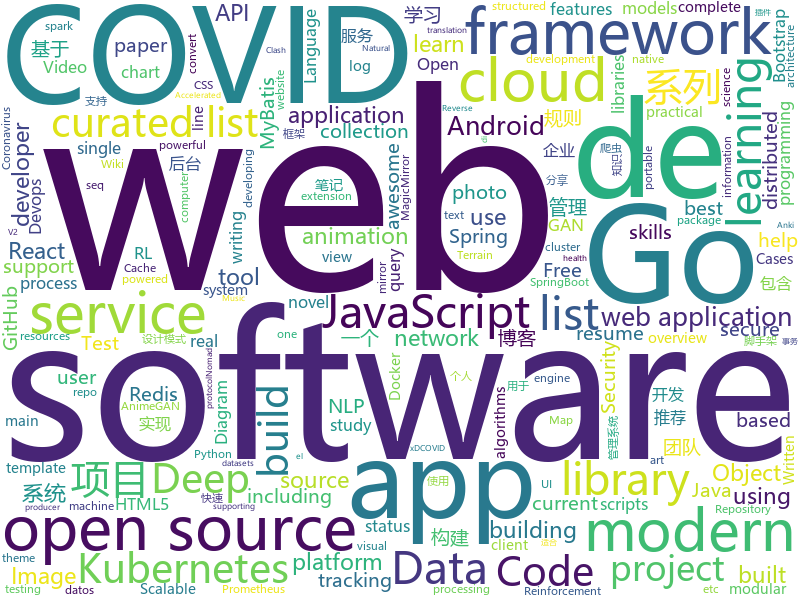 spark
COVID
API
学习
structured
features
models
complete
framework
基于
paper
服务
learn
Language
translation
Clash
Natural
development
native
插件
Bootstrap
architecture
Video
chart
log
Open
cloud
系列
convert
website
Accelerated
libraries
practical
science
curated list
MyBatis
application
Android
规则
learning
distributed
programming
Coronavirus
line
CSS
支持
collection
developer
single
Wiki
powerful
框架
企业
爬虫
知识
portable
information
developing
Reverse
web
de
后台
笔记
extension
MagicMirror
awesome
photo
管理
分享
V2
Devops
computer
seq
text
package
Anki
React
writing
animation
use
GAN
best
cluster
health
support
RL
view
mirror
query
Spring
skills
help
process
Cache
powered
tool
Terrain
Free
SpringBoot
Cases
GitHub
system
Music
novel
Go
包含
service
JavaScript
list
web application
resources
设计模式
Test
一个
network
博客
resume
secure
overview
user
real
Docker
脚手架
事务
repo
one
protocolNomad
software
Security
开发
用于
个人
main
Redis
Diagram
NLP
algorithms
推荐
engine
based
AnimeGAN
study
Map
template
实现
Python
datasets
el
xDCOVID
管理系统
团队
Written
art
build
app
library
Object
项目
Deep
source
系统
including
current
scripts
Java
using
UI
Repository
producer
machine
快速
supporting
HTML5
status
使用
构建
client
open source
building
modern
Kubernetes
platform
Data
Code
project
built
spark
theme
visual
Image
tracking
testing
datos
Scalable
Prometheus
etc
processing
Reinforcement
modular